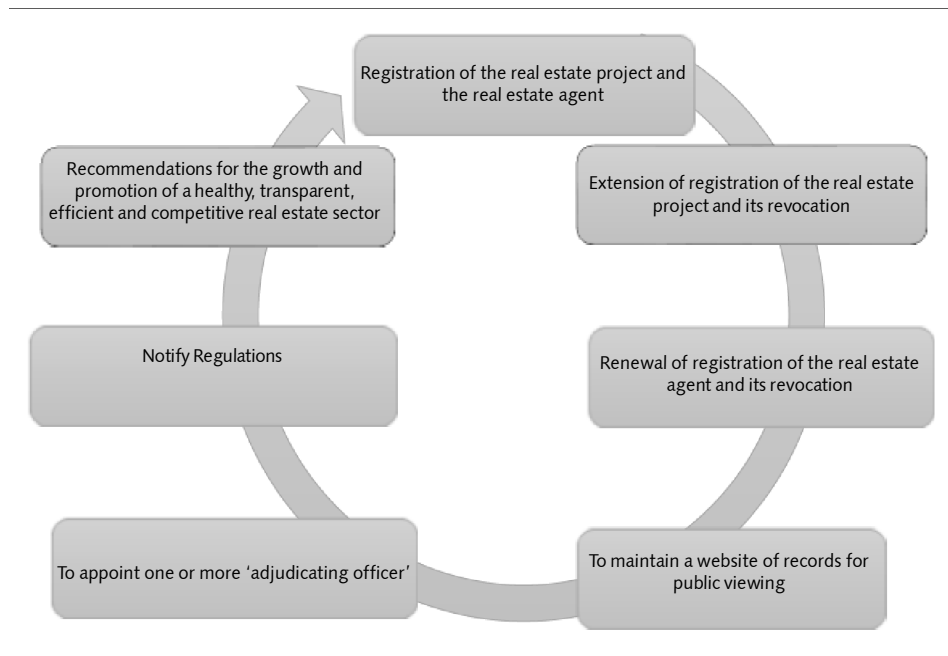 Registration of the real estate project and
the real estate agent
Extension of registration of the real estate
project and its revocation
Renewal of registration of the real estate
agent and its revocation
To maintain a website of records for
public viewing
To appoint one or more ‘adjudicating officer’
Notify Regulations
Recommendations for the growth and
promotion of a healthy, transparent,
efficient and competitive real estate sector